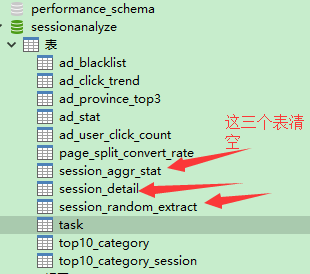 performance_schema
sessionanalyze
表
ad_blacklist
ad_click_trend
ad_province_top3
ad_stat
ad_user_click_count
page_split_convert_rate
session_aggr_stat
session_detail
session_random_extract
task
top10_category
top10_category_session
这三个表清
空